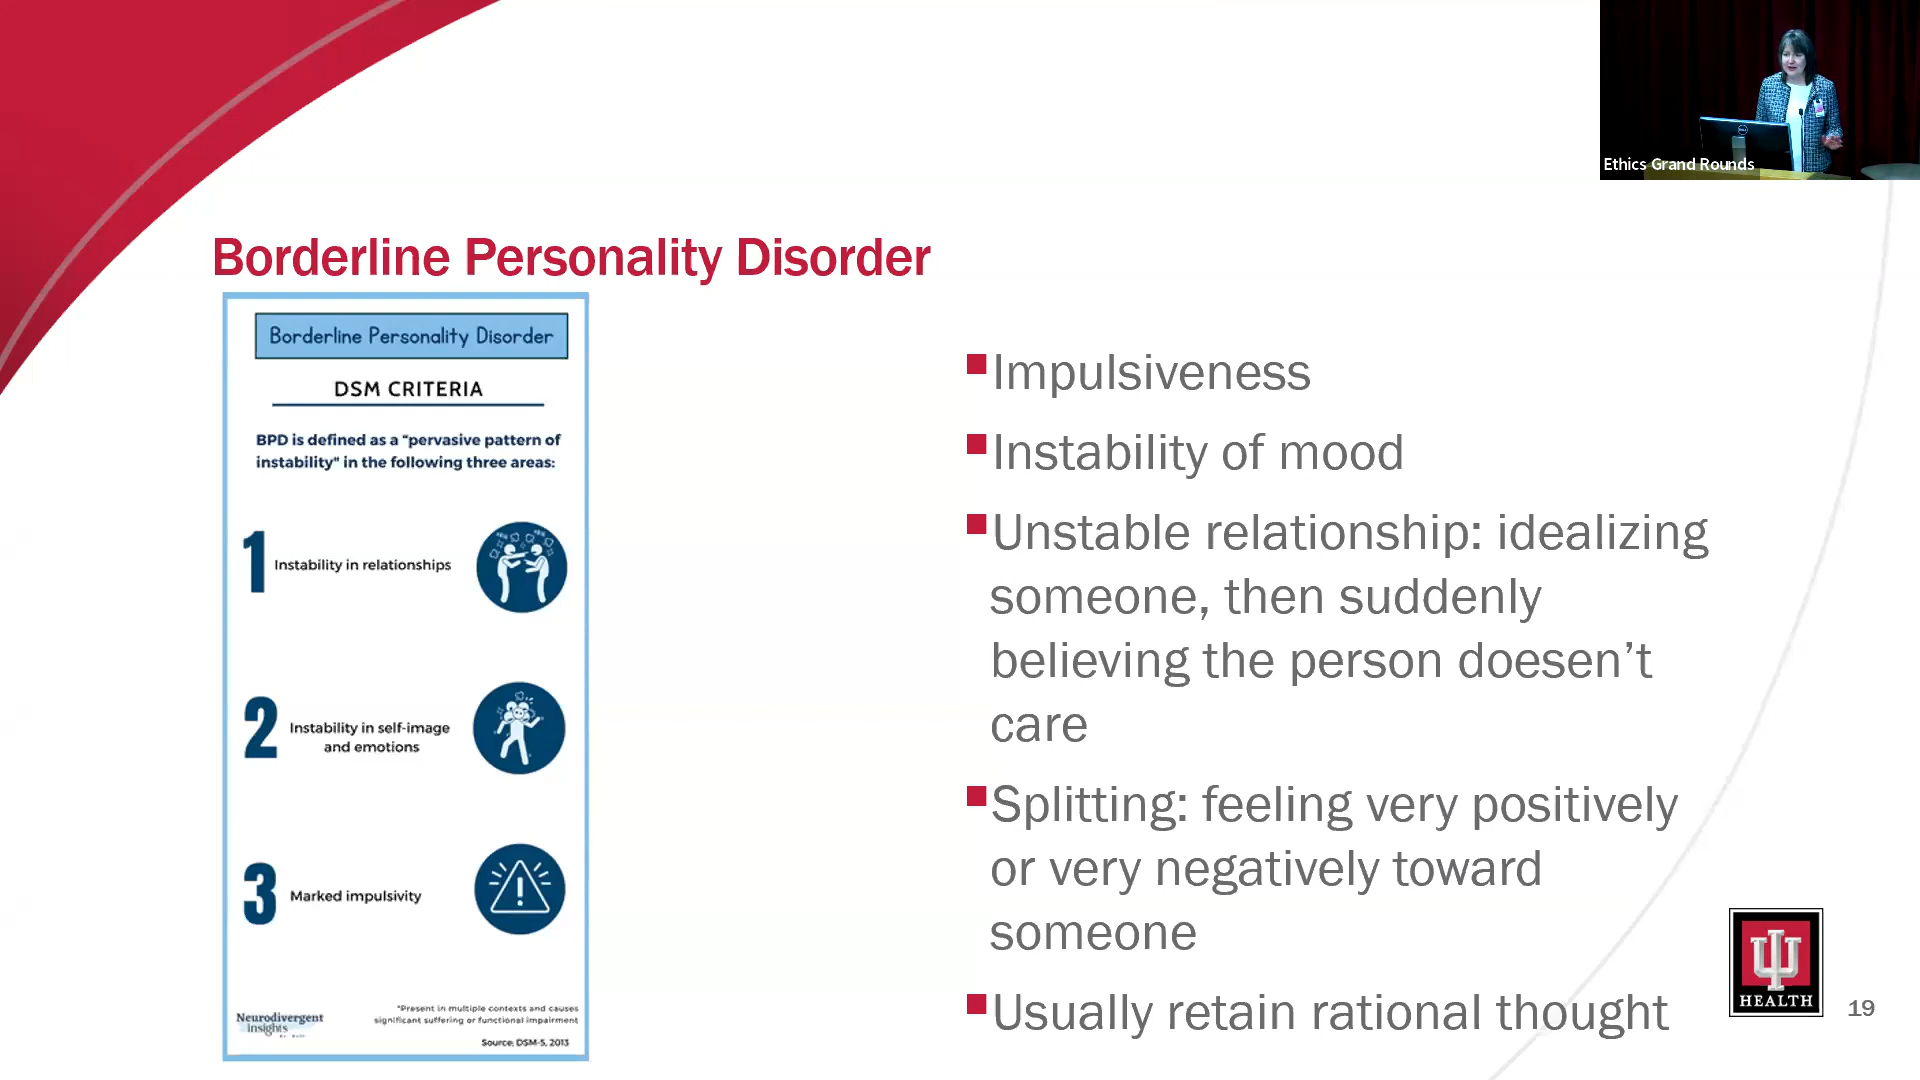 Ethics Grand Rounds
Borderline Personality Disorder
Borderline Personality Disorder
DSM CRITERIA
BPD is defined as a "pervasive pattern of
instability" in the following three areas:
1 Instability in relationships
2 Instability in self-image
and emotions
3 Marked impulsivity
Neurodivergent
insights
*Present in multiple contexts and causes
significant suffering or functional impairment
Source: DSM-5, 2013
Impulsiveness
Instability of mood
Unstable relationship: idealizing
someone, then suddenly
believing the person doesen’t
care
Splitting: feeling very positively
or very negatively toward
someone
Usually retain rational thought
HEALTH
19